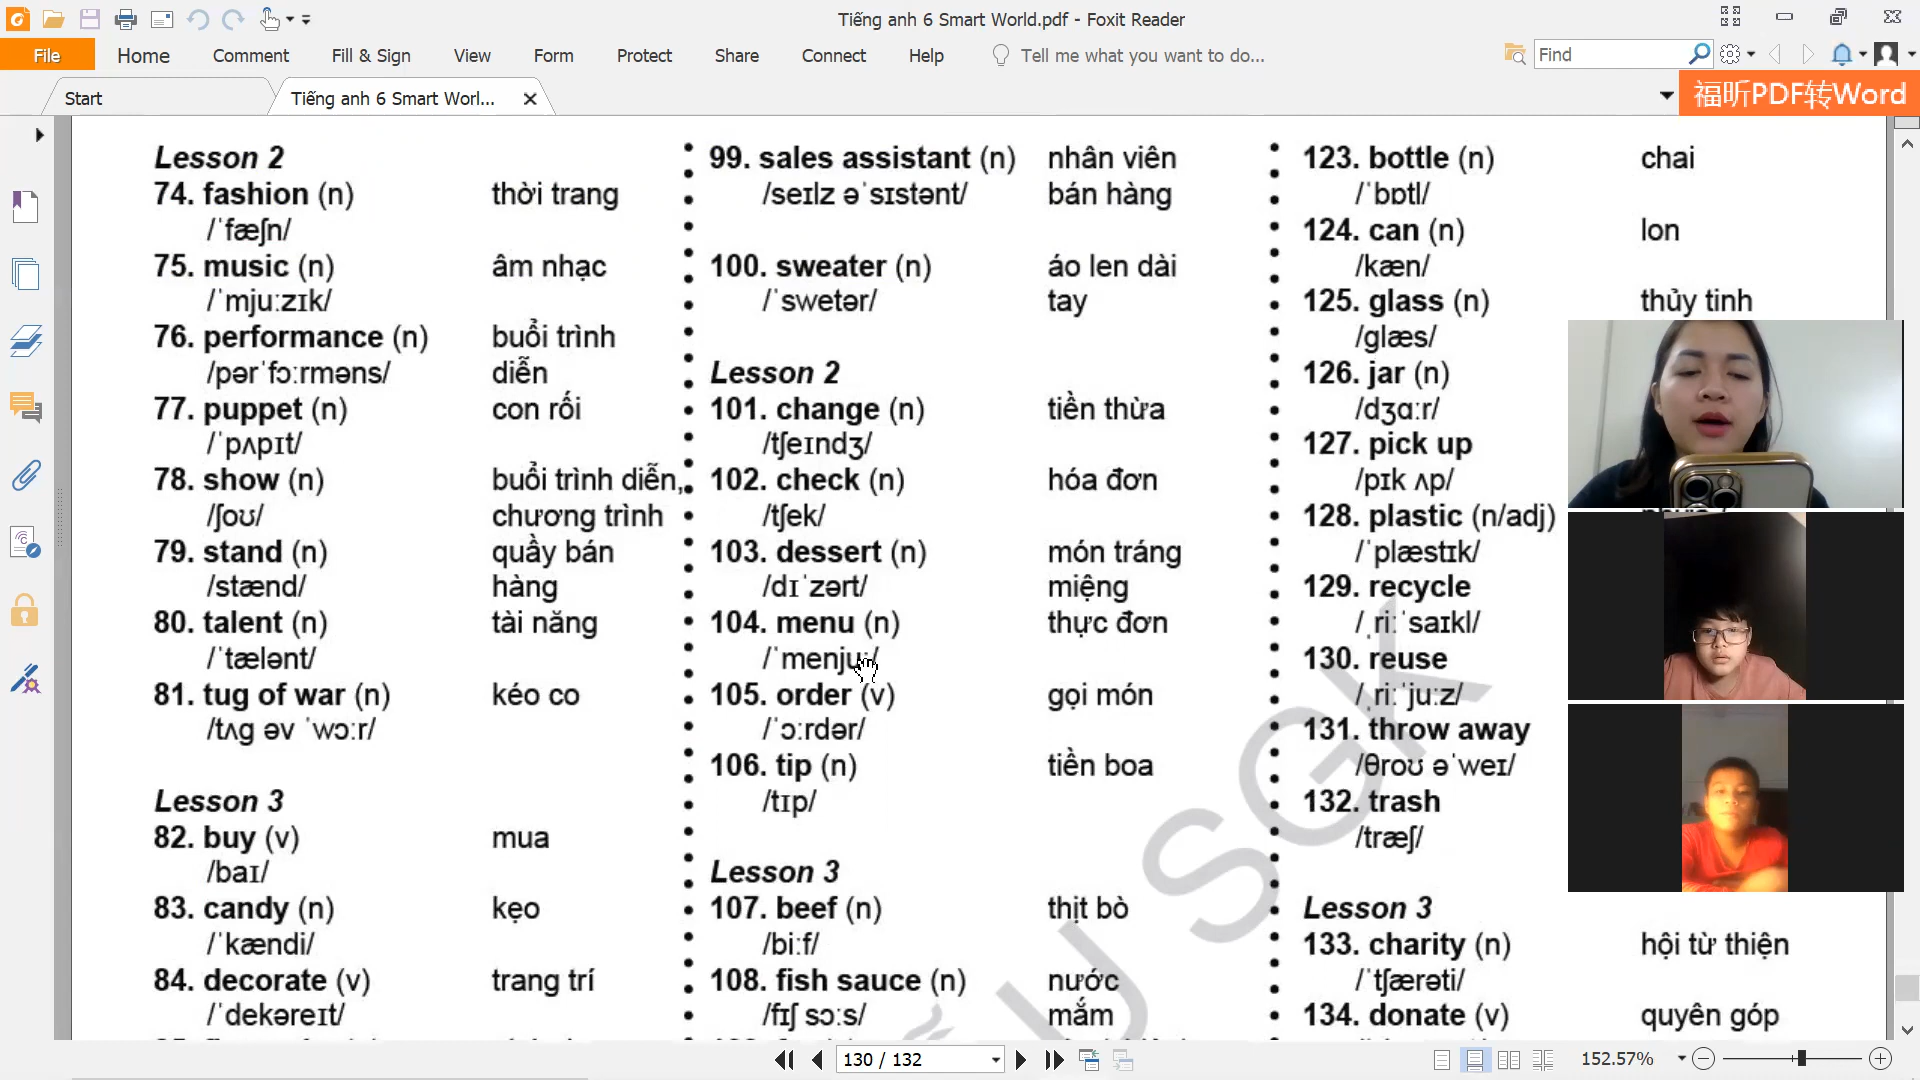 Tiếng anh 6 Smart World.pdf - Foxit Reader
File Home Comment Fill & Sign View Form Protect Share Connect Help Tell me what you want to do... Find
Start Tiếng anh 6 Smart Worl... 福昕PDF转Word
Lesson 2
74. fashion (n) thời trang
/ˈfæʃn/
75. music (n) âm nhạc
/ˈmjuːzɪk/
76. performance (n) buổi trình
/pərˈfɔːrməns/ diễn
77. puppet (n) con rối
/ˈpʌpɪt/
78. show (n) buổi trình diễn,
/ʃoʊ/ chương trình
79. stand (n) quầy bán
/stænd/ hàng
80. talent (n) tài năng
/ˈtælənt/
81. tug of war (n) kéo co
/tʌg əv ˈwɔːr/
Lesson 3
82. buy (v) mua
/baɪ/
83. candy (n) kẹo
/ˈkændi/
84. decorate (v) trang trí
/ˈdekəreɪt/
99. sales assistant (n) nhân viên
/seɪlz əˈsɪstənt/ bán hàng
100. sweater (n) áo len dài
/ˈswetər/ tay
Lesson 2
101. change (n) tiền thừa
/tʃeɪndʒ/
102. check (n) hóa đơn
/tʃek/
103. dessert (n) món tráng
/dɪˈzərt/ miệng
104. menu (n) thực đơn
/ˈmenjuː/
105. order (v) gọi món
/ˈɔːrdər/
106. tip (n) tiền boa
/tɪp/
Lesson 3
107. beef (n) thịt bò
/biːf/
108. fish sauce (n) nước
/fɪʃ sɔːs/ mắm
123. bottle (n) chai
/ˈbɒtl/
124. can (n) lon
/kæn/
125. glass (n) thủy tinh
/glæs/
126. jar (n)
/dʒɑːr/
127. pick up
/pɪk ʌp/
128. plastic (n/adj)
/ˈplæstɪk/
129. recycle
/ˌriːˈsaɪkl/
130. reuse
/ˌriːˈjuːz/
131. throw away
/θroʊ əˈweɪ/
132. trash
/træʃ/
Lesson 3
133. charity (n) hội từ thiện
/ˈtʃærəti/
134. donate (v) quyên góp
U SGK
130 / 132
152.57%